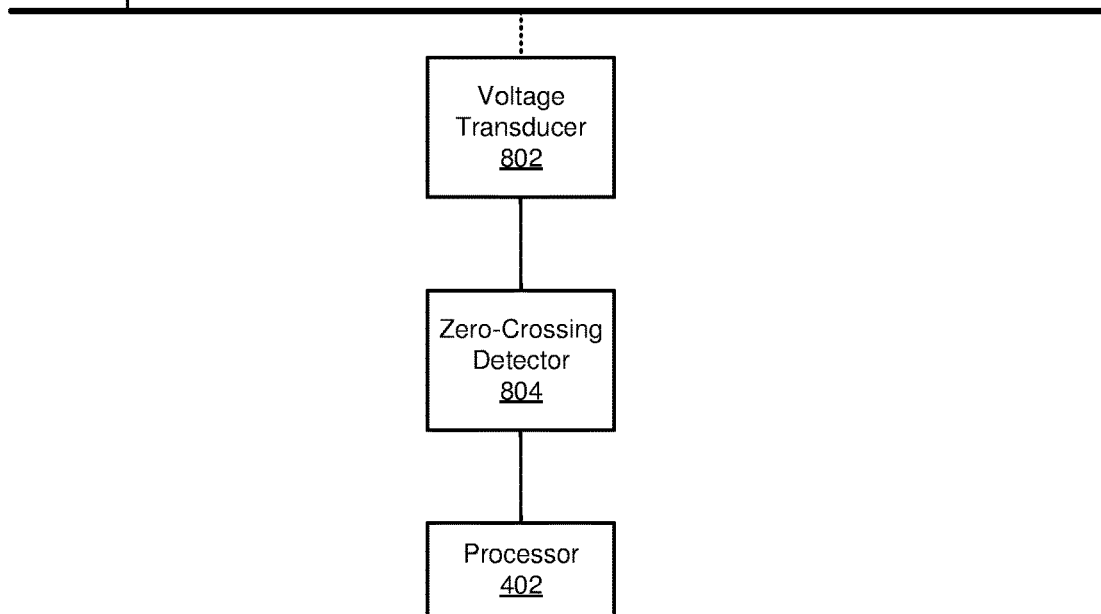 Voltage
Transducer
802
Zero-Crossing
Detector
804
Processor
402